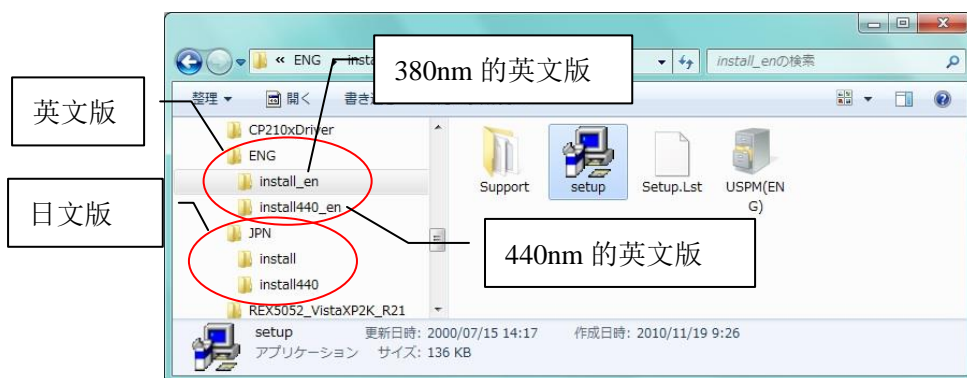 « ENG
insta
install_enの検索
380nm 的英文版
整理
開く
書き
英文版
CP210xDriver
ENG
install_en
install440_en
JPN
install
install440
REX5052_VistaXP2K_R21
日文版
Support
setup
Setup.Lst
USPM(EN
G)
440nm 的英文版
setup
更新日時: 2000/07/15 14:17
作成日時: 2010/11/19 9:26
アプリケーション
サイズ: 136 KB